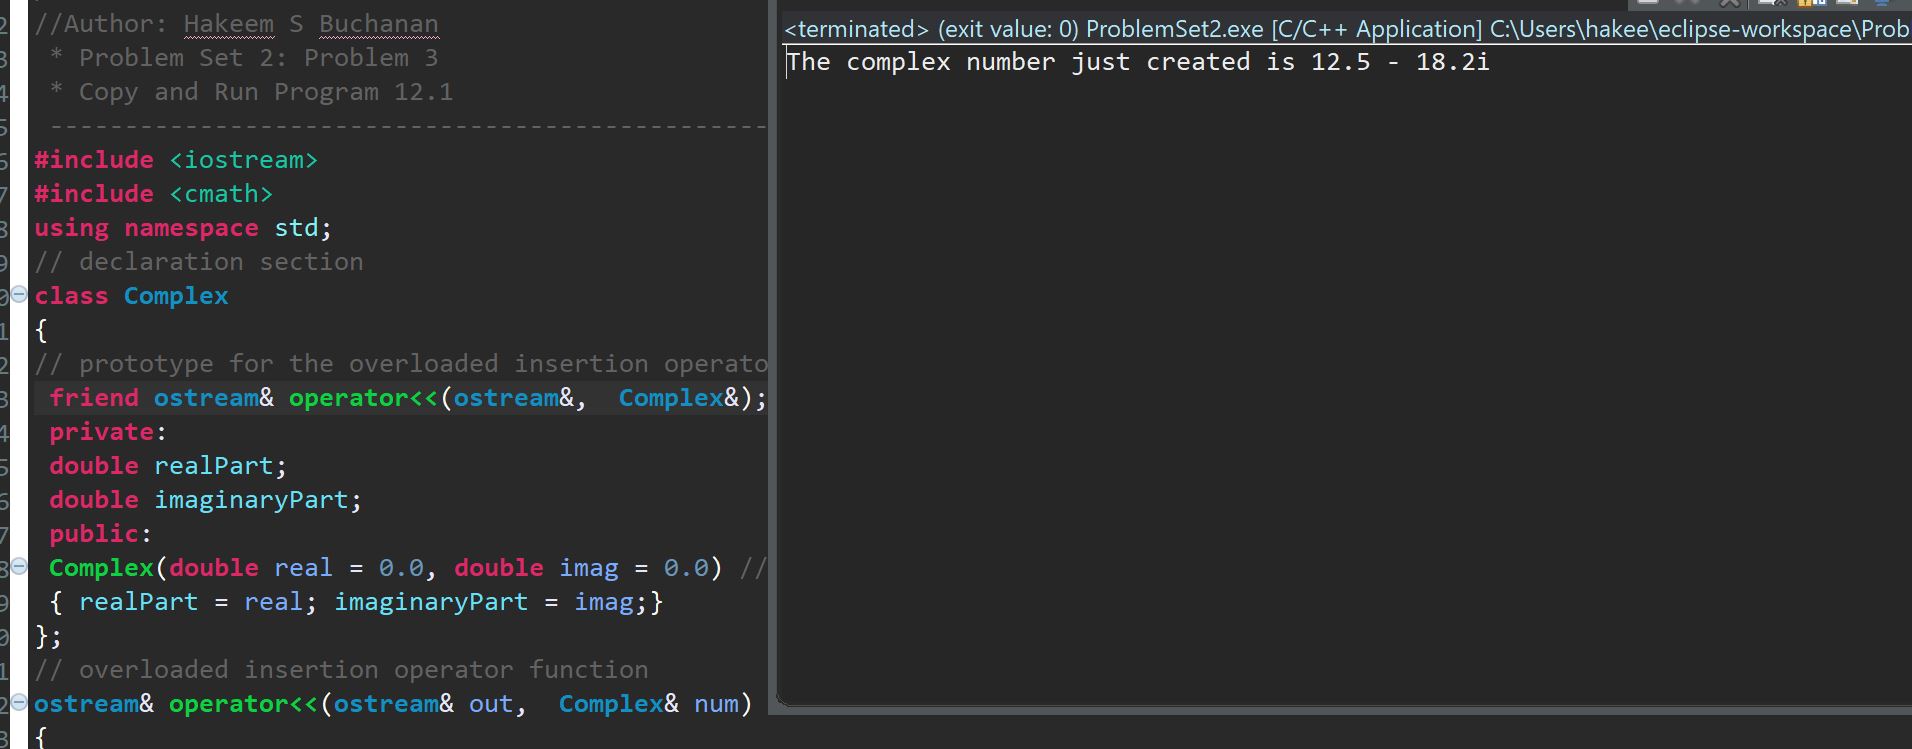 //Author: Hakeem S Buchanan
* Problem Set 2: Problem 3
* Copy and Run Program 12.1
---------------------------------------------------
#include <iostream>
#include <cmath>
using namespace std;
// declaration section
class Complex
{
// prototype for the overloaded insertion operato
friend ostream& operator<<(ostream&,  Complex&);
private:
double realPart;
double imaginaryPart;
public:
Complex(double real = 0.0, double imag = 0.0) //
{ realPart = real; imaginaryPart = imag;}
};
// overloaded insertion operator function
ostream& operator<<(ostream& out,  Complex& num)
{
<terminated> (exit value: 0) ProblemSet2.exe [C/C++ Application] C:\Users\hakee\eclipse-workspace\Prob
The complex number just created is 12.5 - 18.2i